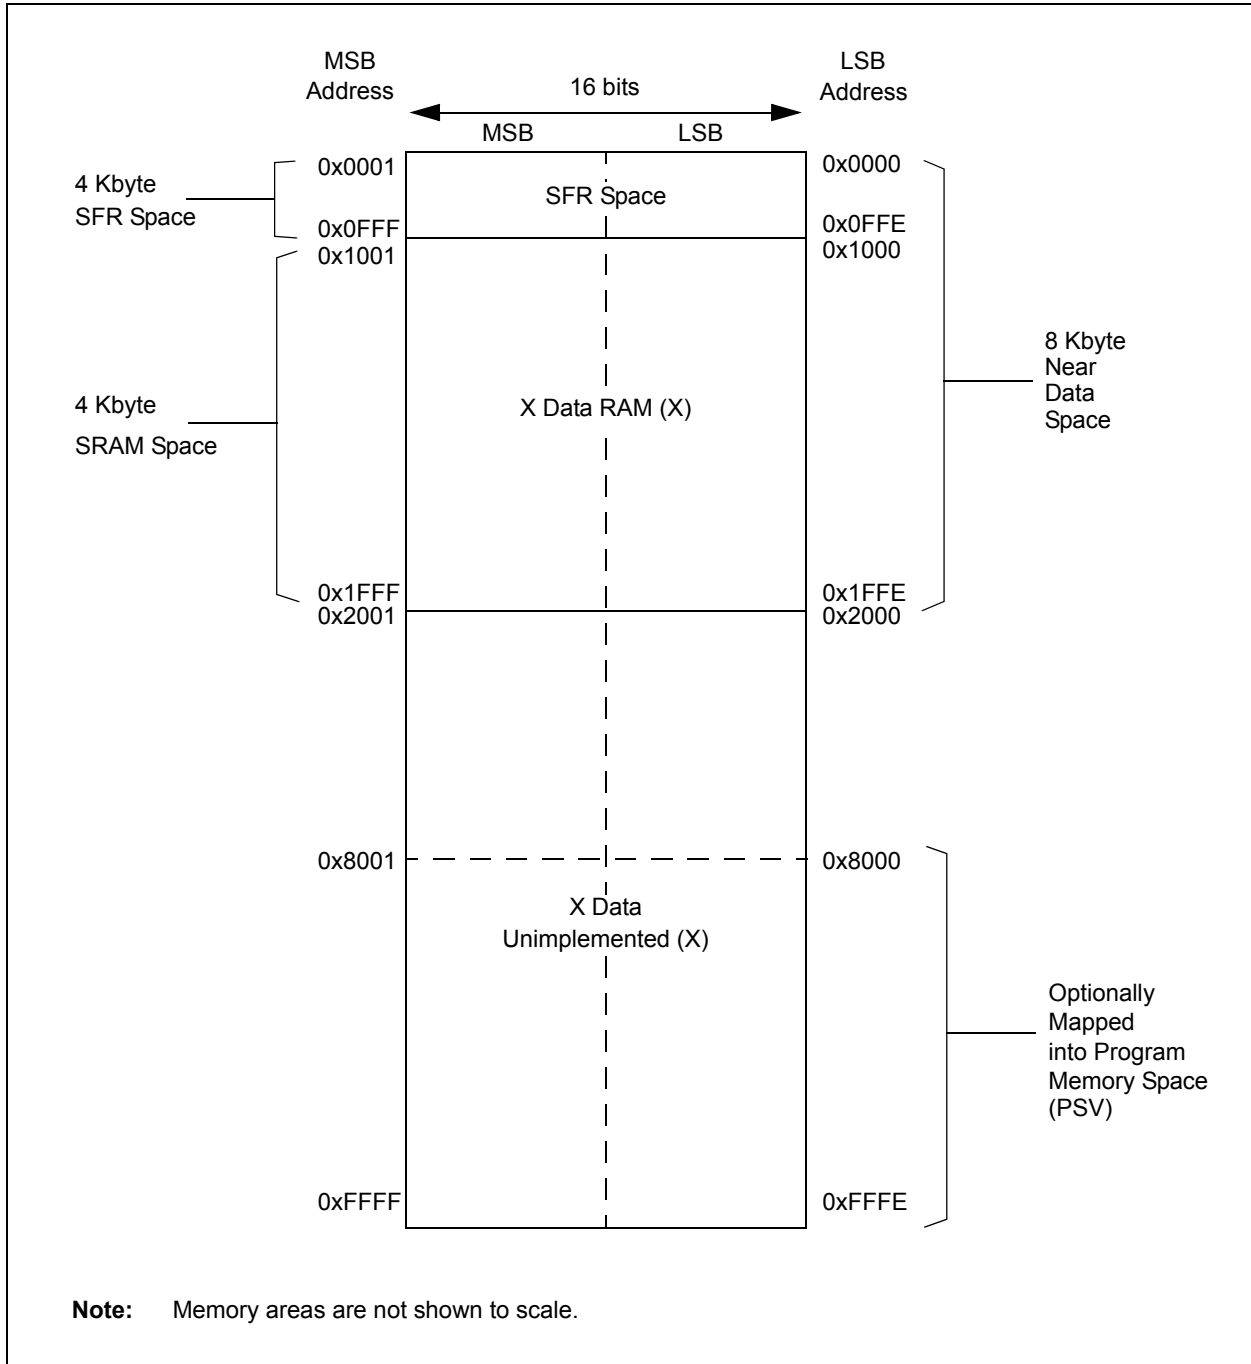 MSB
Address
16 bits
LSB
Address
MSB
LSB
4 Kbyte
SFR Space
0x0001
0x0FFF
0x1001
SFR Space
0x0000
0x0FFE
0x1000
4 Kbyte
SRAM Space
X Data RAM (X)
8 Kbyte
Near
Data
Space
0x1FFF
0x2001
0x1FFE
0x2000
0x8001
0x8000
X Data
Unimplemented (X)
Optionally
Mapped
into Program
Memory Space
(PSV)
0xFFFF
0xFFFE
Note: Memory areas are not shown to scale.